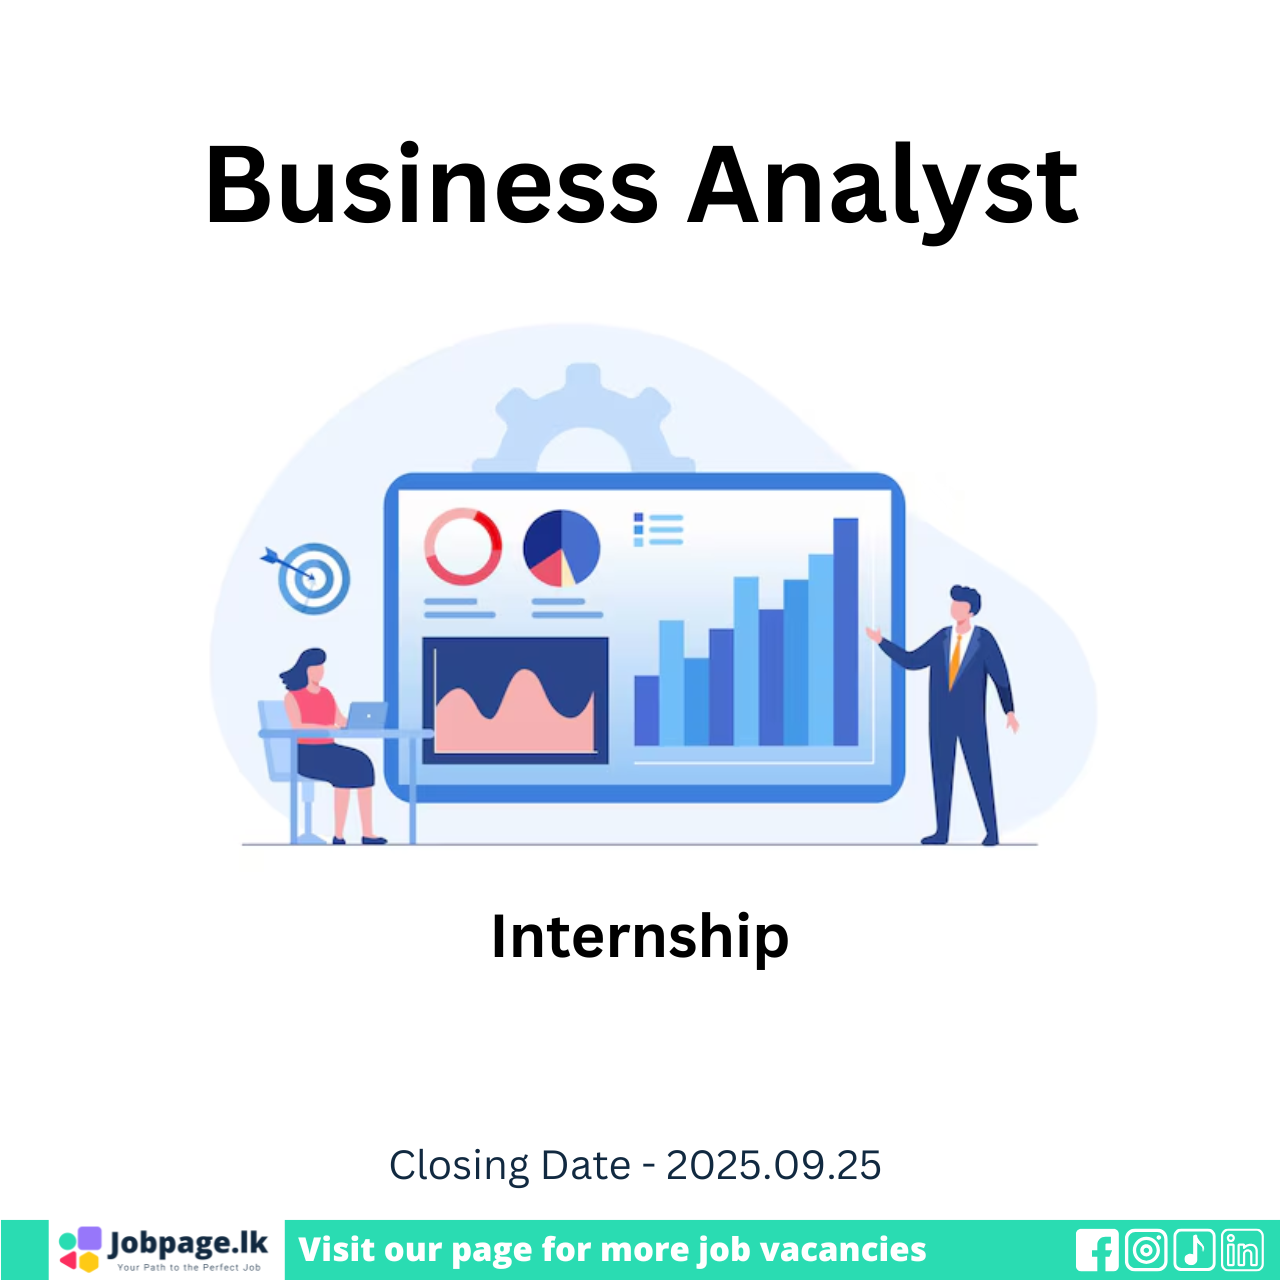 Business Analyst
Internship
Closing Date - 2025.09.25
Jobpage.lk
Your Path to the Perfect Job
Visit our page for more job vacancies
in